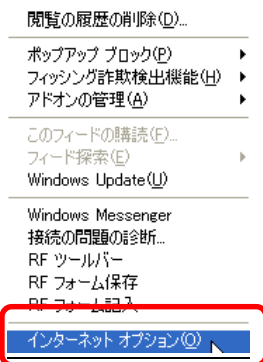 閲覧の履歴の削除(D)...
ポップアップ ブロック(P)
フィッシング詐欺検出機能(H)
アドオンの管理(A)
このフィードの購読(F)...
フィード探索(E)
Windows Update(U)
Windows Messenger
接続の問題の診断...
RF ツールバー
RF フォーム保存
RF フォーム記入
インターネット オプション(O)